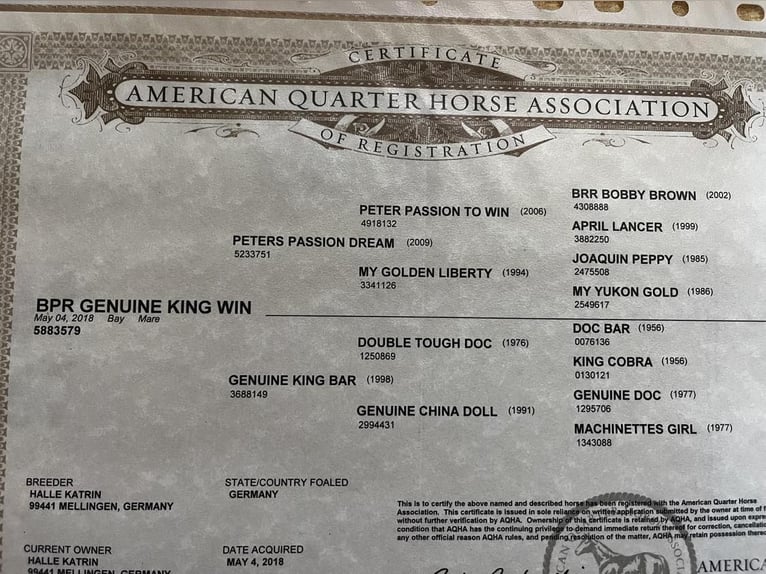 CERTIFICATE
AMERICAN QUARTER HORSE ASSOCIATION
OF REGISTRATION
BRR BOBBY BROWN (2002)
4308888
PETER PASSION TO WIN (2006)
4918132
APRIL LANCER (1999)
3882250
PETERS PASSION DREAM (2009)
5233751
JOAQUIN PEPPY (1985)
2475508
MY GOLDEN LIBERTY (1994)
3341126
MY YUKON GOLD (1986)
2549617
BPR GENUINE KING WIN
May 04, 2018 Bay Mare
5883579
DOC BAR (1956)
0076136
DOUBLE TOUGH DOC (1976)
1250869
KING COBRA (1956)
0130121
GENUINE KING BAR (1998)
3688149
GENUINE DOC (1977)
1295706
GENUINE CHINA DOLL (1991)
2994431
MACHINETTES GIRL (1977)
1343088
BREEDER
HALLE KATRIN
99441 MELLINGEN, GERMANY
STATE/COUNTRY FOALED
GERMANY
This is to certify the above named and described horse has been registered with the American Quarter Horse
Association. This certificate is issued in sole reliance on written application submitted by the owner at time of
without further verification by AQHA. Ownership of this certificate is retained by AQHA, and issued upon
condition that AQHA has the continuing privilege to demand immediate return thereof for correction,
any other official reason AQHA rules, and pending resolution of the matter, AQHA may retain possession
CURRENT OWNER
HALLE KATRIN
99441 MELLINGEN, GERMANY
DATE ACQUIRED
MAY 4, 2018